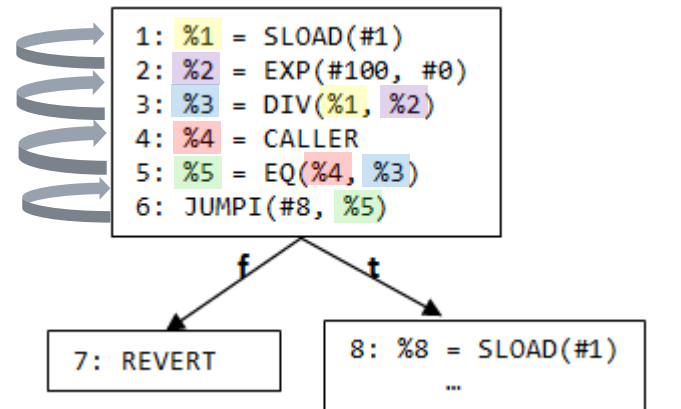 1: %1 = SLOAD(#1)
2: %2 = EXP(#100, #0)
3: %3 = DIV(%1, %2)
4: %4 = CALLER
5: %5 = EQ(%4, %3)
6: JUMPI(#8, %5)
f
t
7: REVERT
8: %8 = SLOAD(#1)
…